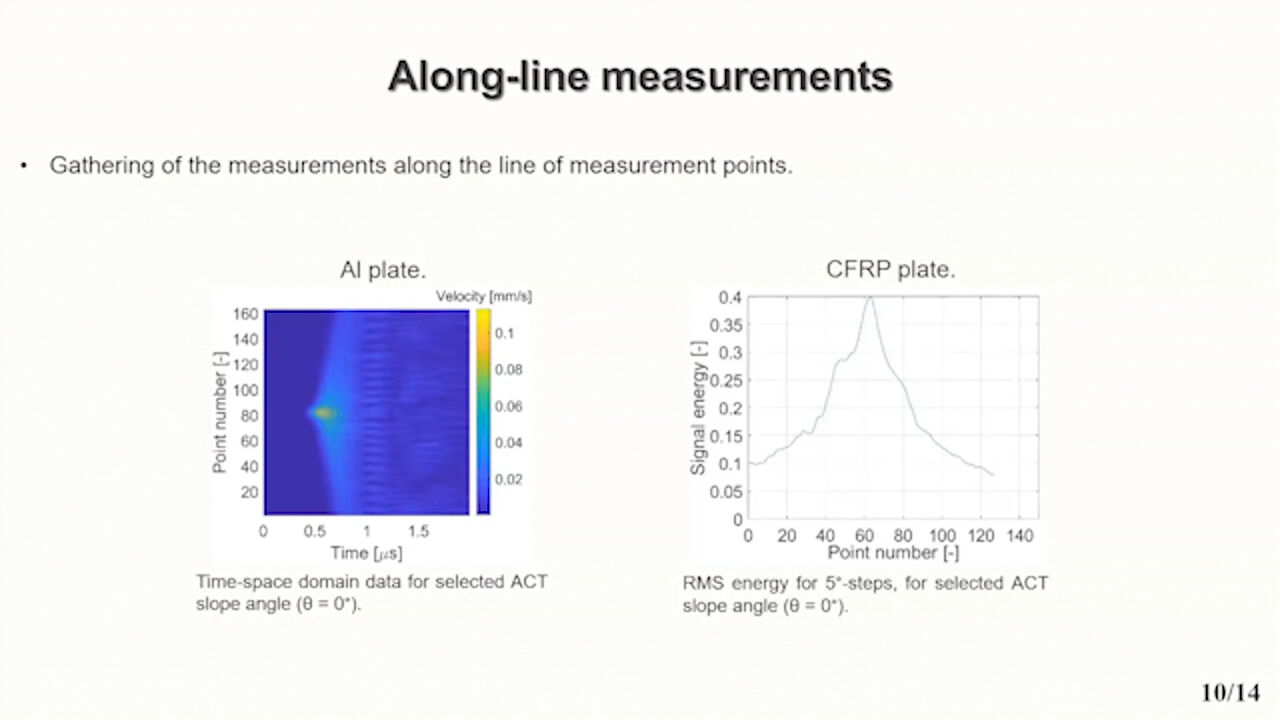 Along-line measurements
• Gathering of the measurements along the line of measurement points.
Al plate.
Velocity [mm/s]
160
140
120
100
80
60
40
20
Point number [-]
0.1
0.08
0.06
0.04
0.02
0 0.5 1 1.5
Time [μs]
Time-space domain data for selected ACT
slope angle (θ = 0°).
CFRP plate.
0.4
0.35
0.3
0.25
0.2
0.15
0.1
0.05
0
Signal energy [-]
0 20 40 60 80 100 120 140
Point number [-]
RMS energy for 5°-steps, for selected ACT
slope angle (θ = 0°).
10/14